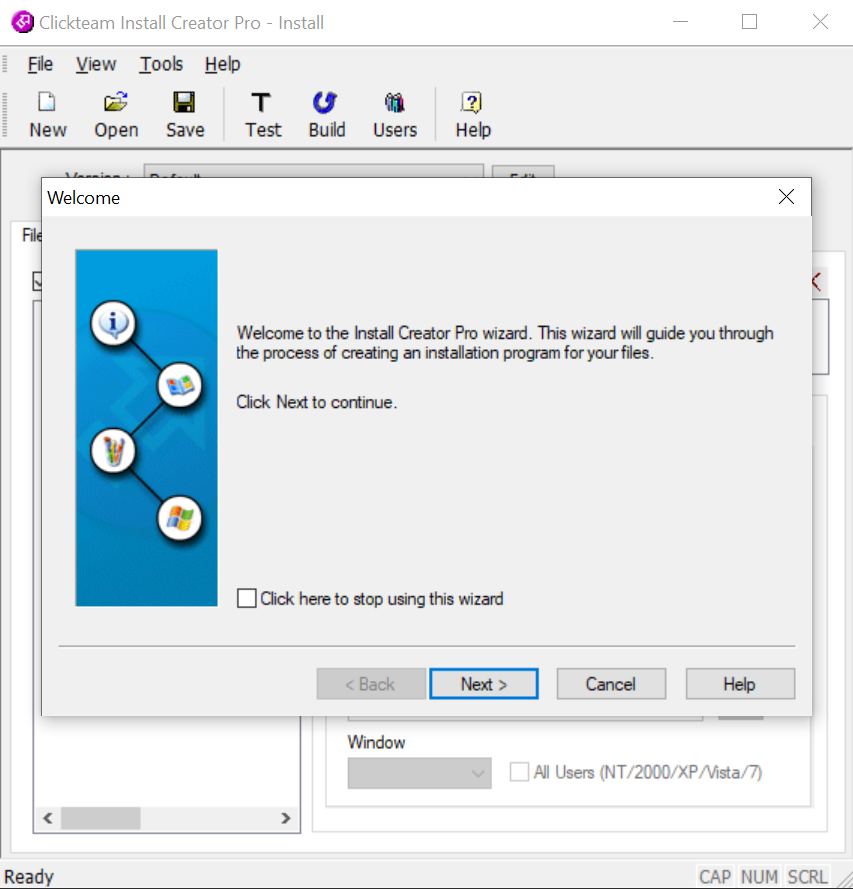 Clickteam Install Creator Pro - Install
File View Tools Help
New Open Save Test Build Users Help
Welcome
File
Welcome to the Install Creator Pro wizard. This wizard will guide you through
the process of creating an installation program for your files.
Click Next to continue.
Click here to stop using this wizard
< Back Next > Cancel Help
Window
All Users (NT/2000/XP/Vista/7)
Ready CAP NUM SCRL